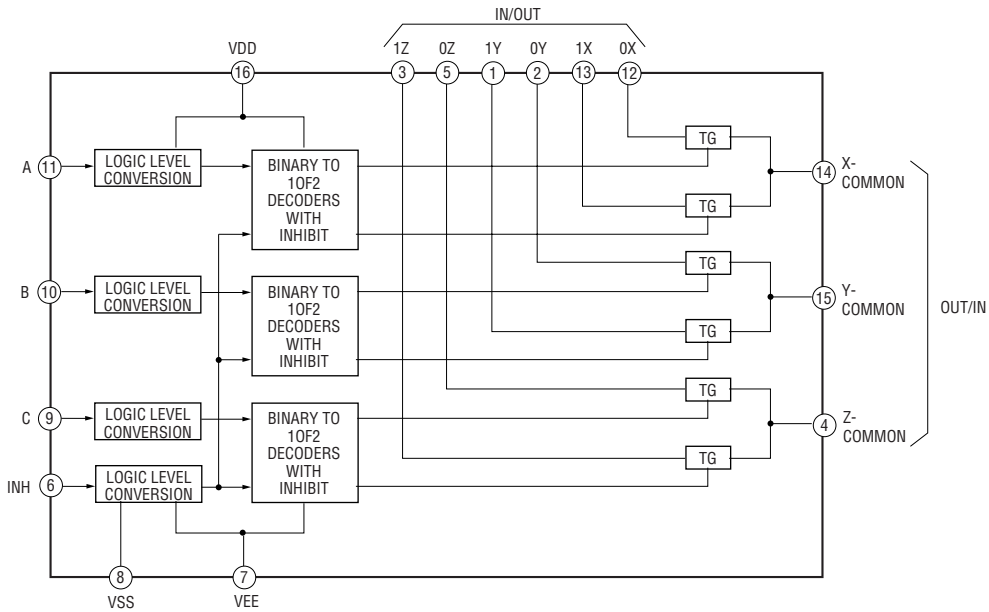 IN/OUT
VDD
1Z 0Z 1Y 0Y 1X 0X
16 3 5 1 2 13 12
A 11
LOGIC LEVEL
CONVERSION
BINARY TO
1OF2
DECODERS
WITH
INHIBIT
TG
TG
14 X-
COMMON
B 10
LOGIC LEVEL
CONVERSION
BINARY TO
1OF2
DECODERS
WITH
INHIBIT
TG
TG
15 Y-
COMMON
OUT/IN
C 9
LOGIC LEVEL
CONVERSION
BINARY TO
1OF2
DECODERS
WITH
INHIBIT
TG
TG
4 Z-
COMMON
INH 6
LOGIC LEVEL
CONVERSION
8 7
VSS VEE